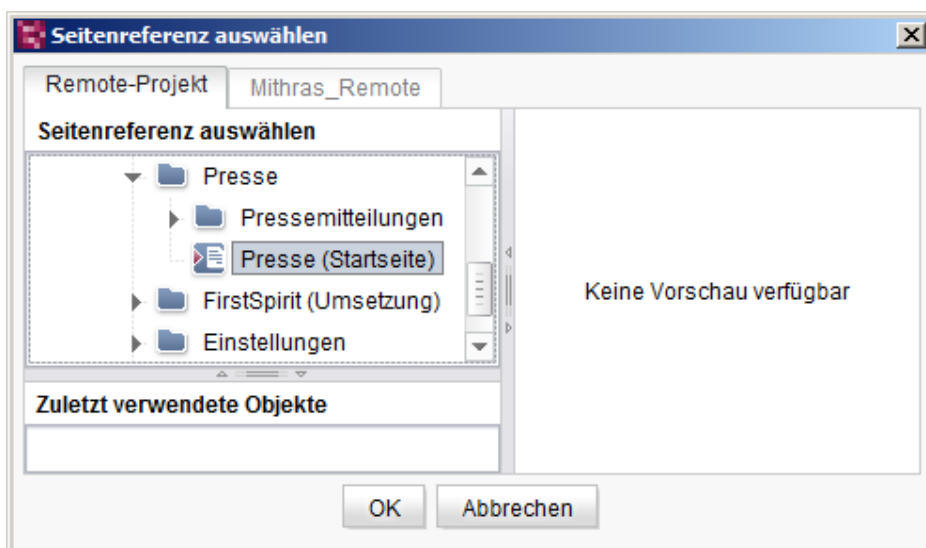 Seitenreferenz auswählen
Remote-Projekt
Mithras_Remote
Seitenreferenz auswählen
Presse
Pressemitteilungen
Presse (Startseite)
FirstSpirit (Umsetzung)
Einstellungen
Keine Vorschau verfügbar
Zuletzt verwendete Objekte
OK
Abbrechen